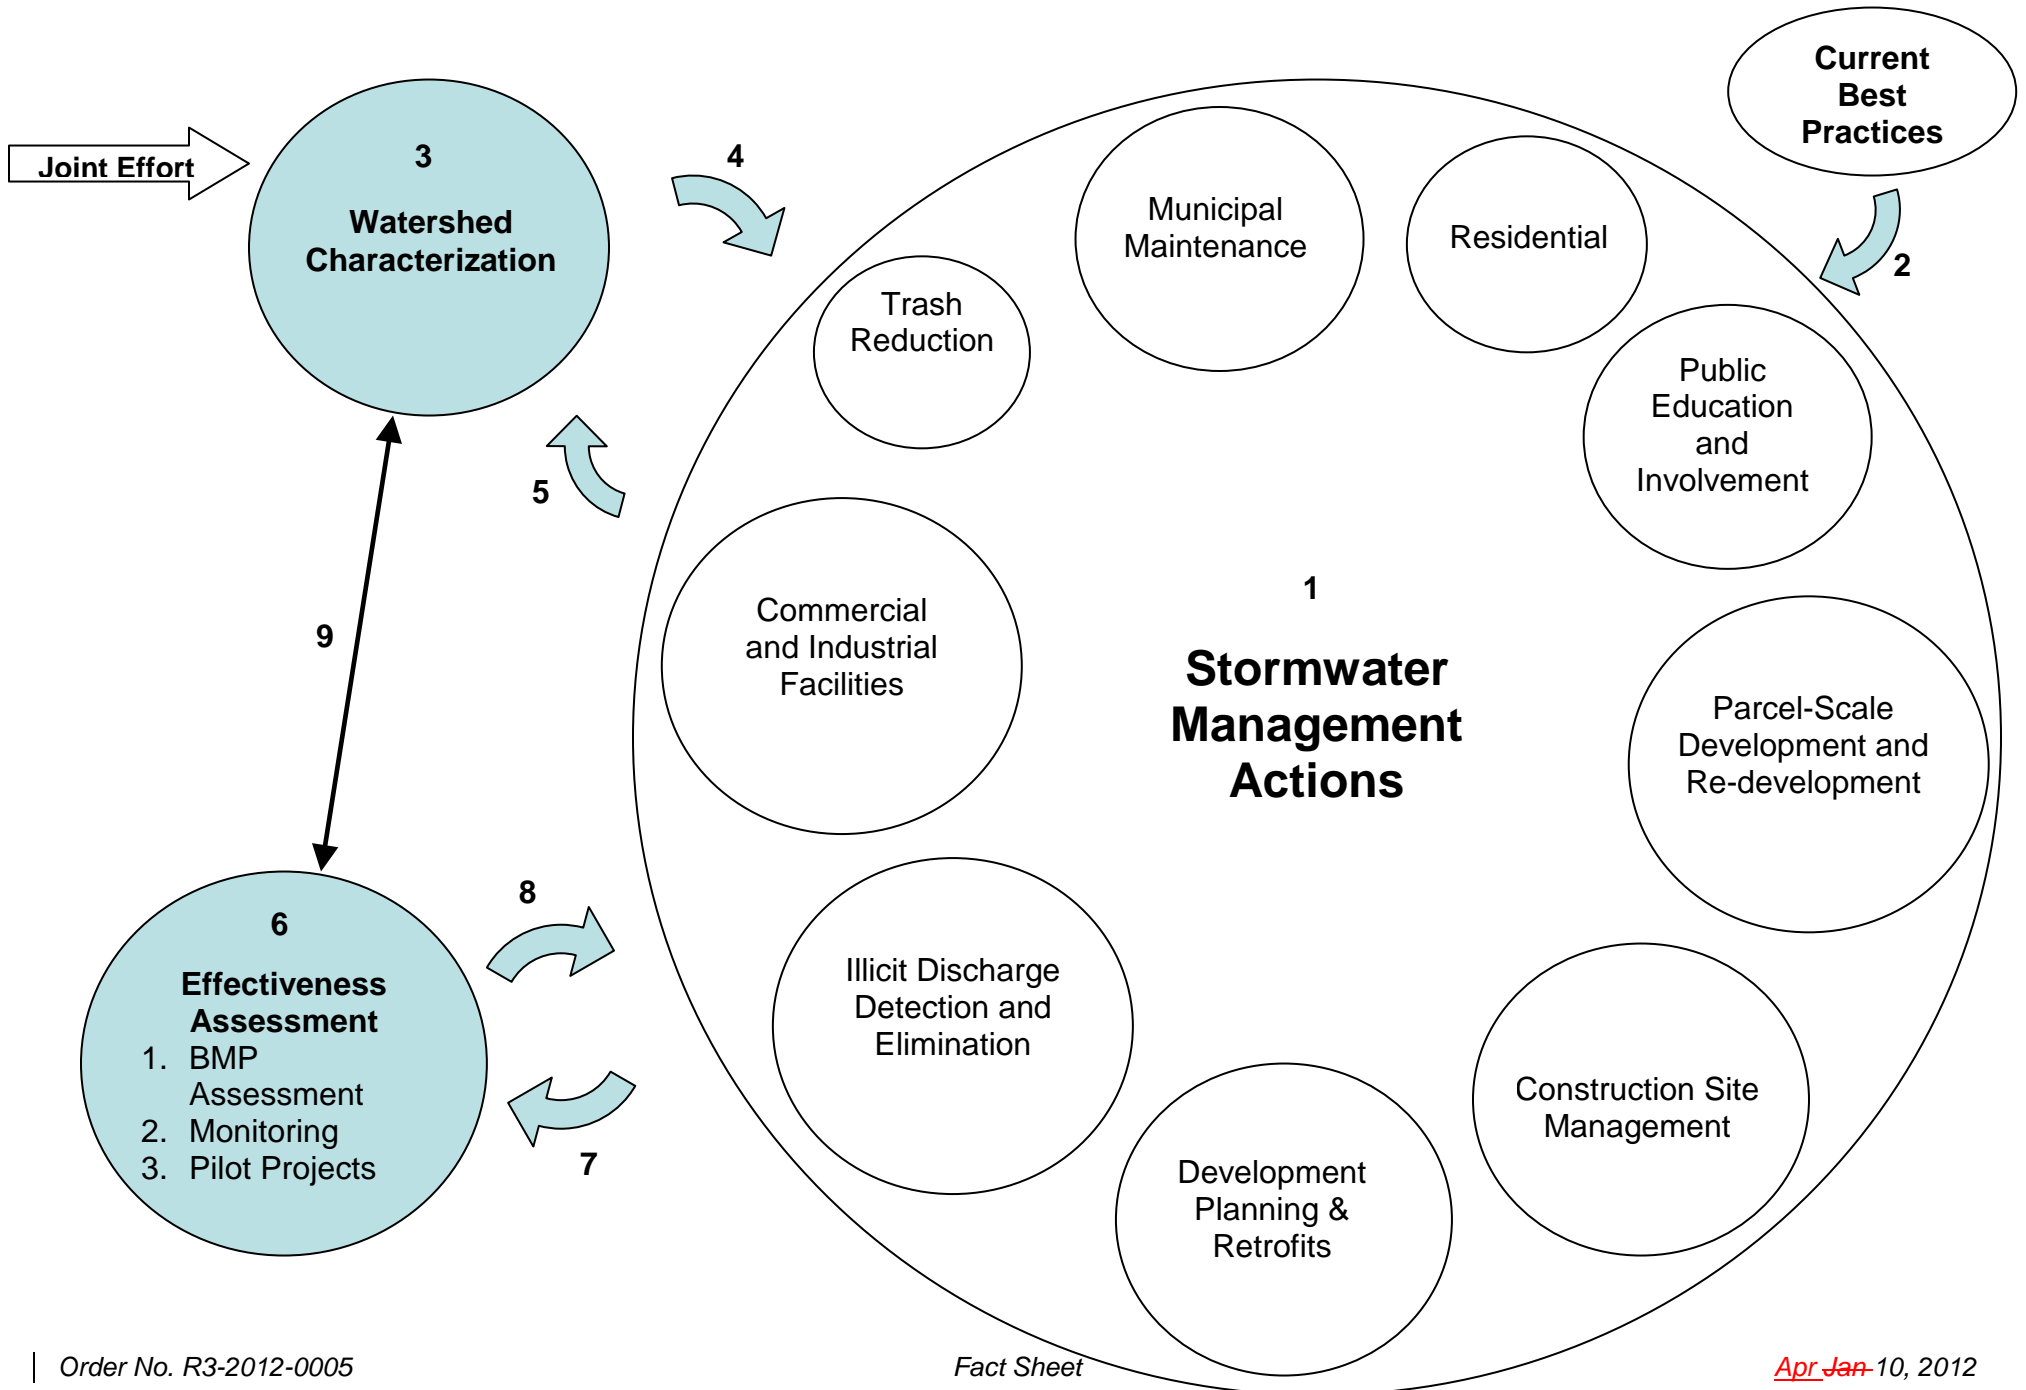 Current
Best
Practices
Joint Effort
3
Watershed
Characterization
4
2
Municipal
Maintenance
Residential
Trash
Reduction
Public
Education
and
Involvement
5
1
Stormwater
Management
Actions
Commercial
and Industrial
Facilities
9
Parcel-Scale
Development and
Re-development
6
Effectiveness
Assessment
1. BMP
Assessment
2. Monitoring
3. Pilot Projects
8
7
Illicit Discharge
Detection and
Elimination
Construction Site
Management
Development
Planning &
Retrofits
Order No. R3-2012-0005
Fact Sheet
Apr Jan 10, 2012